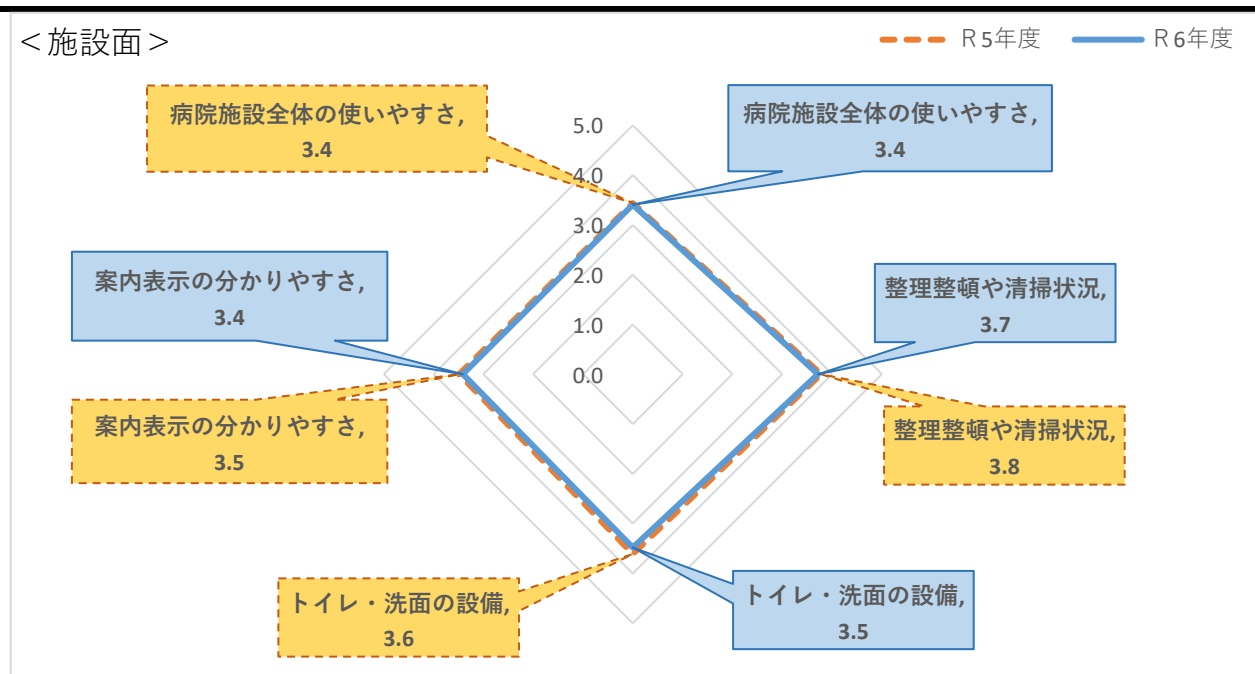 ＜施設面＞
Ｒ5年度 Ｒ6年度
病院施設全体の使いやすさ,
3.4
病院施設全体の使いやすさ,
3.4
5.0
4.0
3.0
2.0
1.0
0.0
案内表示の分かりやすさ,
3.4
整理整頓や清掃状況,
3.7
案内表示の分かりやすさ,
3.5
整理整頓や清掃状況,
3.8
トイレ・洗面の設備,
3.6
トイレ・洗面の設備,
3.5